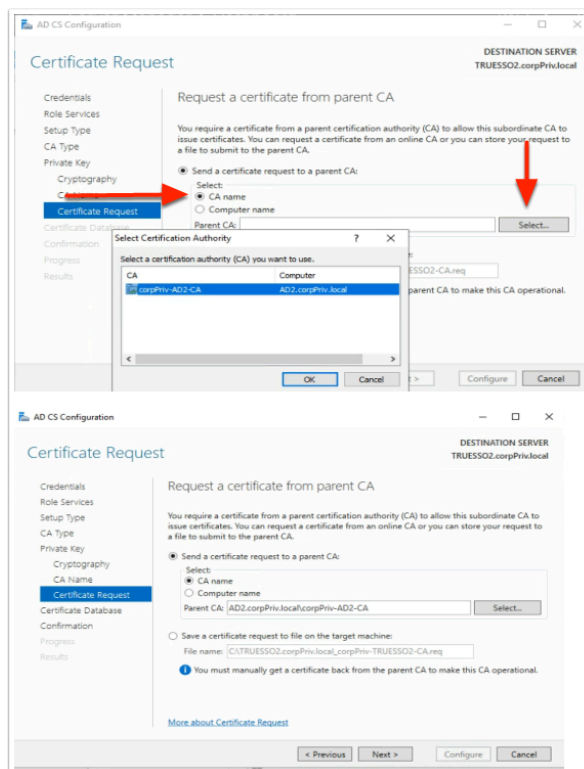 AD CS Configuration
DESTINATION SERVER
TRUESSO2.corpPriv.local
Certificate Request
Credentials
Role Services
Setup Type
CA Type
Private Key
Cryptography
CA Name
Certificate Request
Certificate Database
Confirmation
Progress
Results
Request a certificate from parent CA
You require a certificate from a parent certification authority (CA) to allow this subordinate CA to
issue certificates. You can request a certificate from an online CA or you can store your request to
a file to submit to the parent CA.
Send a certificate request to a parent CA:
Select:
CA name
Computer name
Parent CA:
Select...
ESSO2-CA.req
parent CA to make this CA operational.
Select Certification Authority
? X
Select a certification authority (CA) you want to use.
CA Computer
corpPriv-AD2-CA AD2.corpPriv.local
OK Cancel
>
Configure Cancel
AD CS Configuration
DESTINATION SERVER
TRUESSO2.corpPriv.local
Certificate Request
Credentials
Role Services
Setup Type
CA Type
Private Key
Cryptography
CA Name
Certificate Request
Certificate Database
Confirmation
Progress
Results
Request a certificate from parent CA
You require a certificate from a parent certification authority (CA) to allow this subordinate CA to
issue certificates. You can request a certificate from an online CA or you can store your request to
a file to submit to the parent CA.
Send a certificate request to a parent CA:
Select:
CA name
Computer name
Parent CA: AD2.corpPriv.local\corpPriv-AD2-CA Select...
Save a certificate request to file on the target machine:
File name: C:\TRUESSO2.corpPriv.local_corpPriv-TRUESSO2-CA.req
You must manually get a certificate back from the parent CA to make this CA operational.
More about Certificate Request
< Previous Next > Configure Cancel